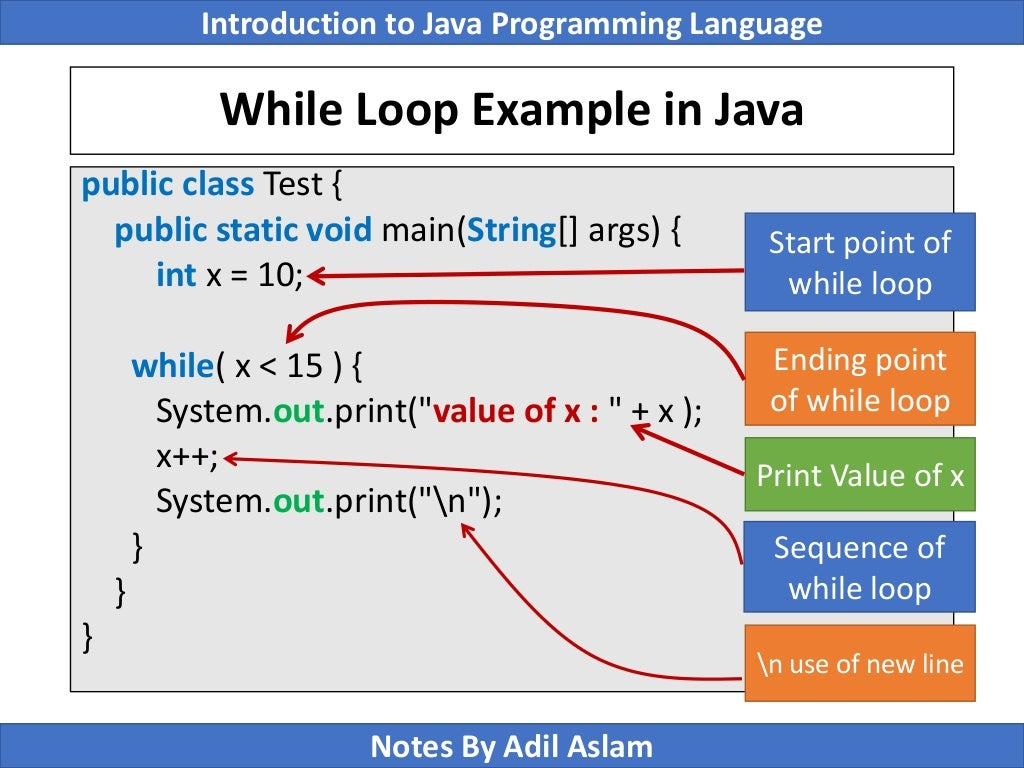 Introduction to Java Programming Language
While Loop Example in Java
public class Test {
public static void main(String[] args) {
int x = 10;
while( x < 15 ) {
System.out.print("value of x : " + x );
x++;
System.out.print("\n");
}
}
}
Start point of
while loop
Ending point
of while loop
Print Value of x
Sequence of
while loop
\n use of new line
Notes By Adil Aslam